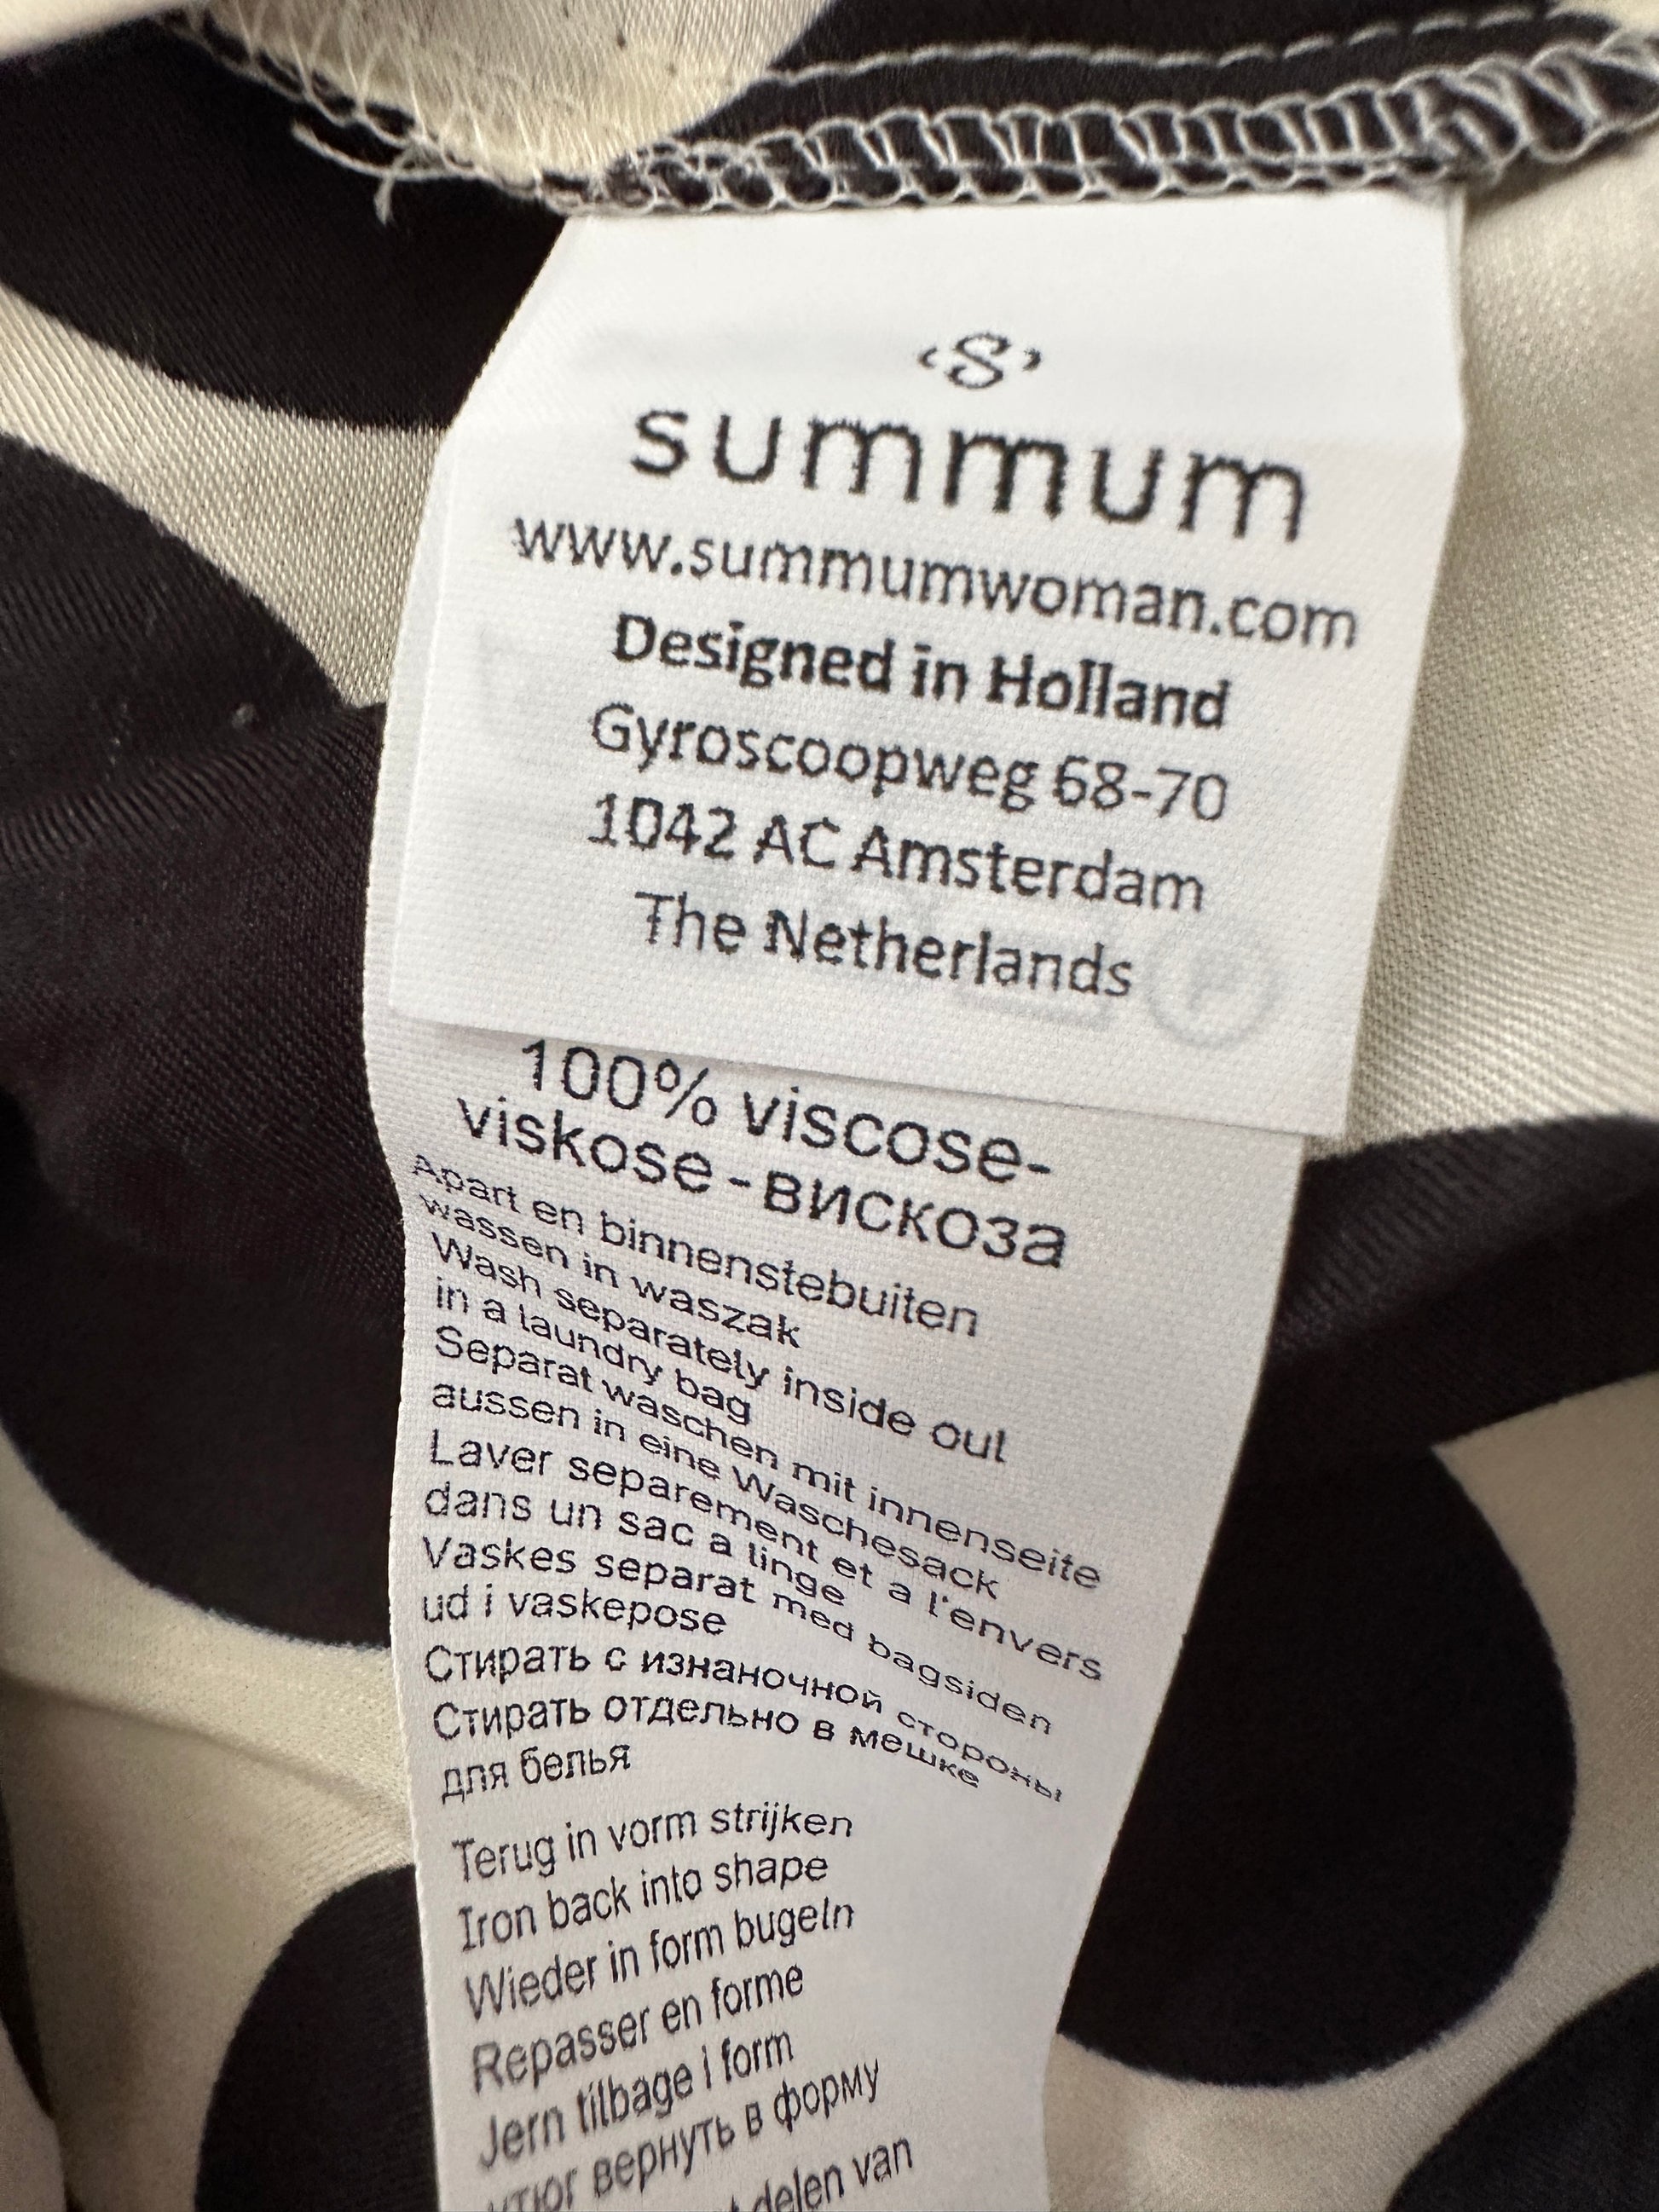 ‹S›
summum
www.summumwoman.com
Designed in Holland
Gyroscoopweg 68-70
1042 AC Amsterdam
The Netherlands
100% viscose-
viskose - вискоза
Apart en binnenstebuiten
wassen in waszak
Wash separately inside out
in a laundry bag
Separat waschen mit innenseite
aussen in eine Waschesack
Laver separement et a l'envers
dans un sac a linge
Vaskes separat med bagsiden
ud i vaskepose
Стирать с изнаночной стороны
Стирать отдельно в мешке
для белья
Terug in vorm strijken
Iron back into shape
Wieder in form bugeln
Repasser en forme
Jern tilbage i form
утюг вернуть в форму
delen van